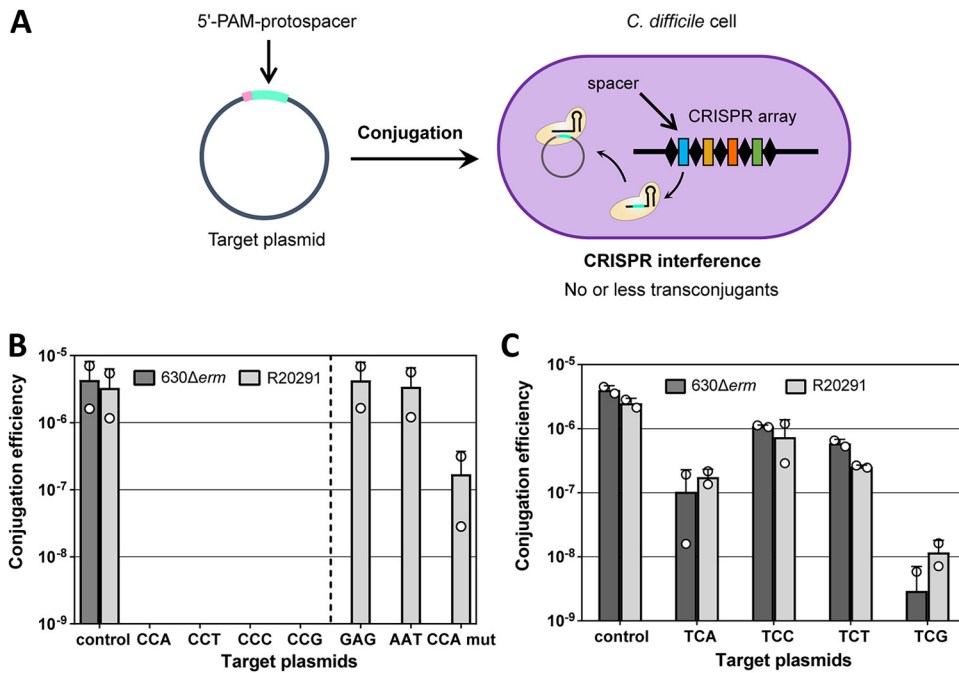 A
5'-PAM-protospacer
C. difficile cell
spacer
CRISPR array
Conjugation
Target plasmid
CRISPR interference
No or less transconjugants
B
Conjugation efficiency
10-5
10-6
10-7
10-8
10-9
630Δerm
R20291
control CCA CCT CCC CCG GAG AAT CCA mut
Target plasmids
C
Conjugation efficiency
10-5
10-6
10-7
10-8
10-9
630Δerm
R20291
control TCA TCC TCT TCG
Target plasmids